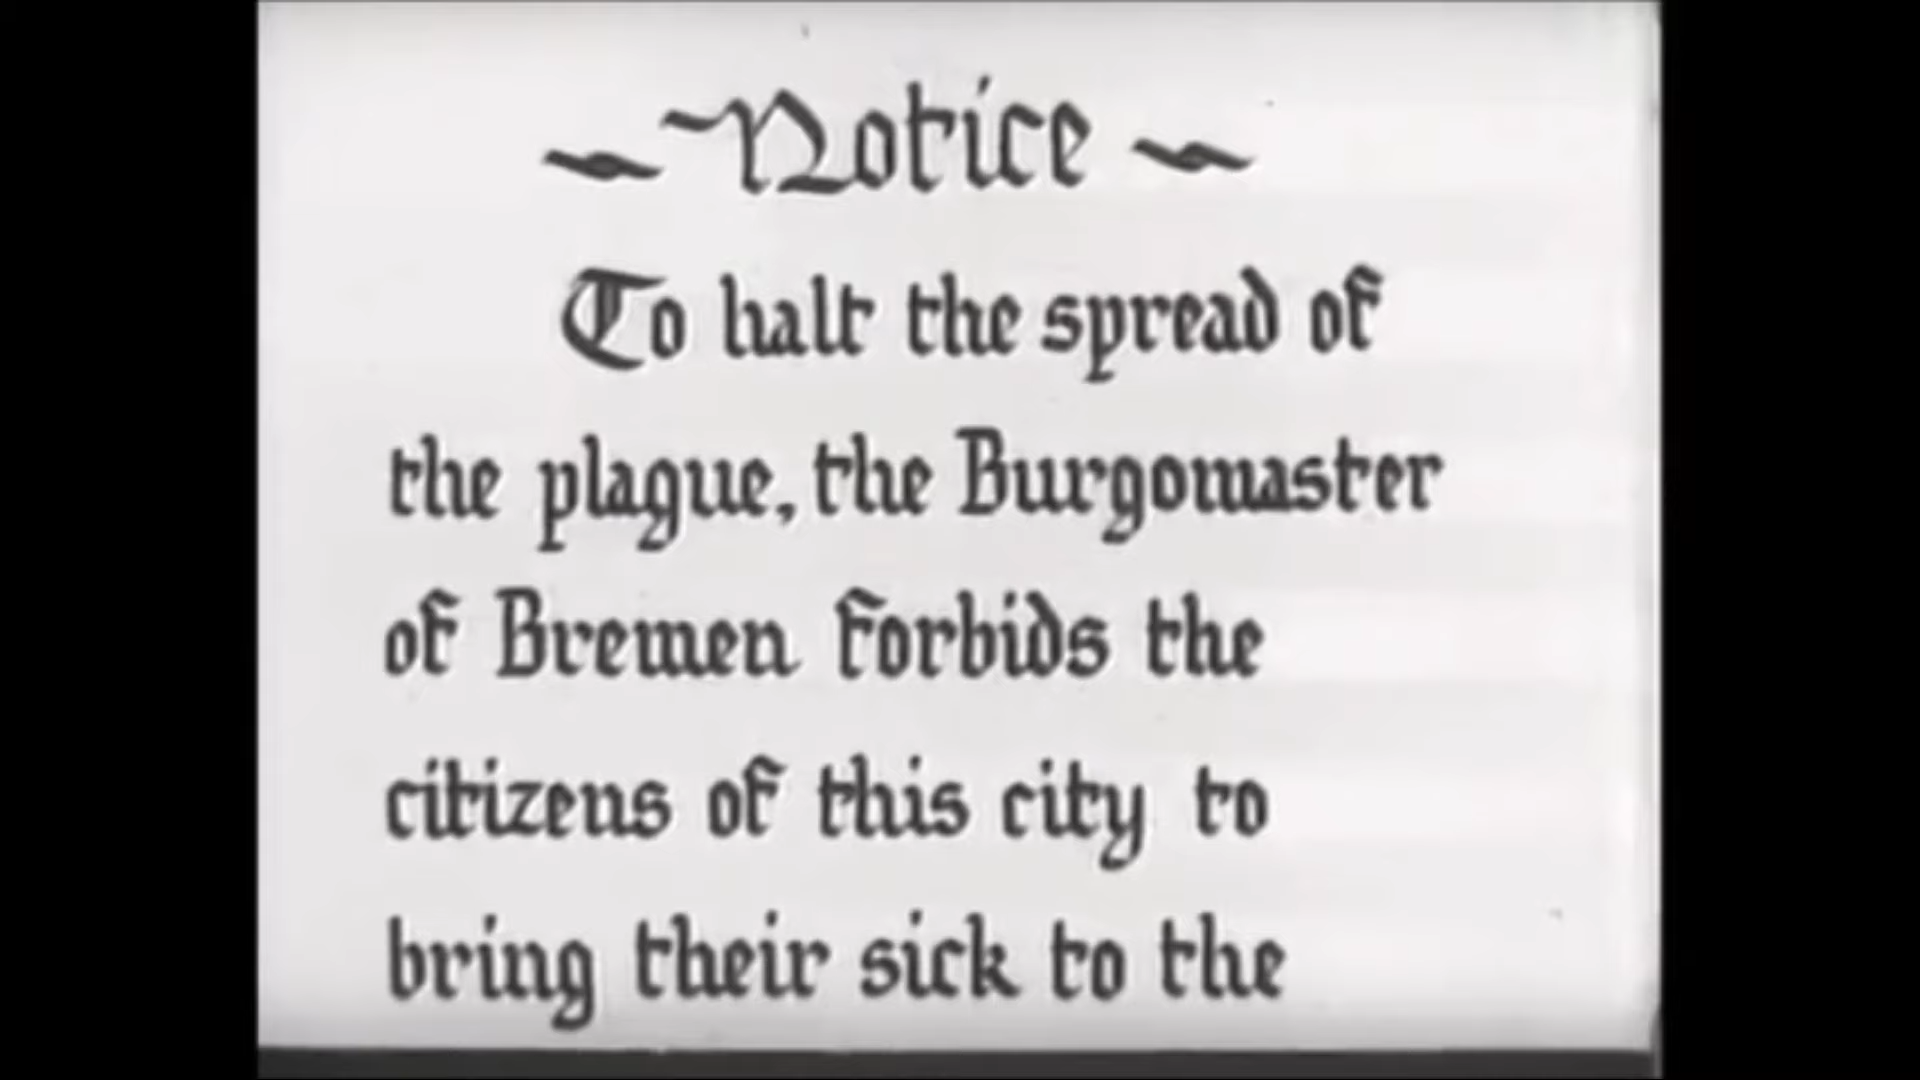 ~ Notice ~
To halt the spread of
the plague, the Burgomaster
of Bremen forbids the
citizens of this city to
bring their sick to the